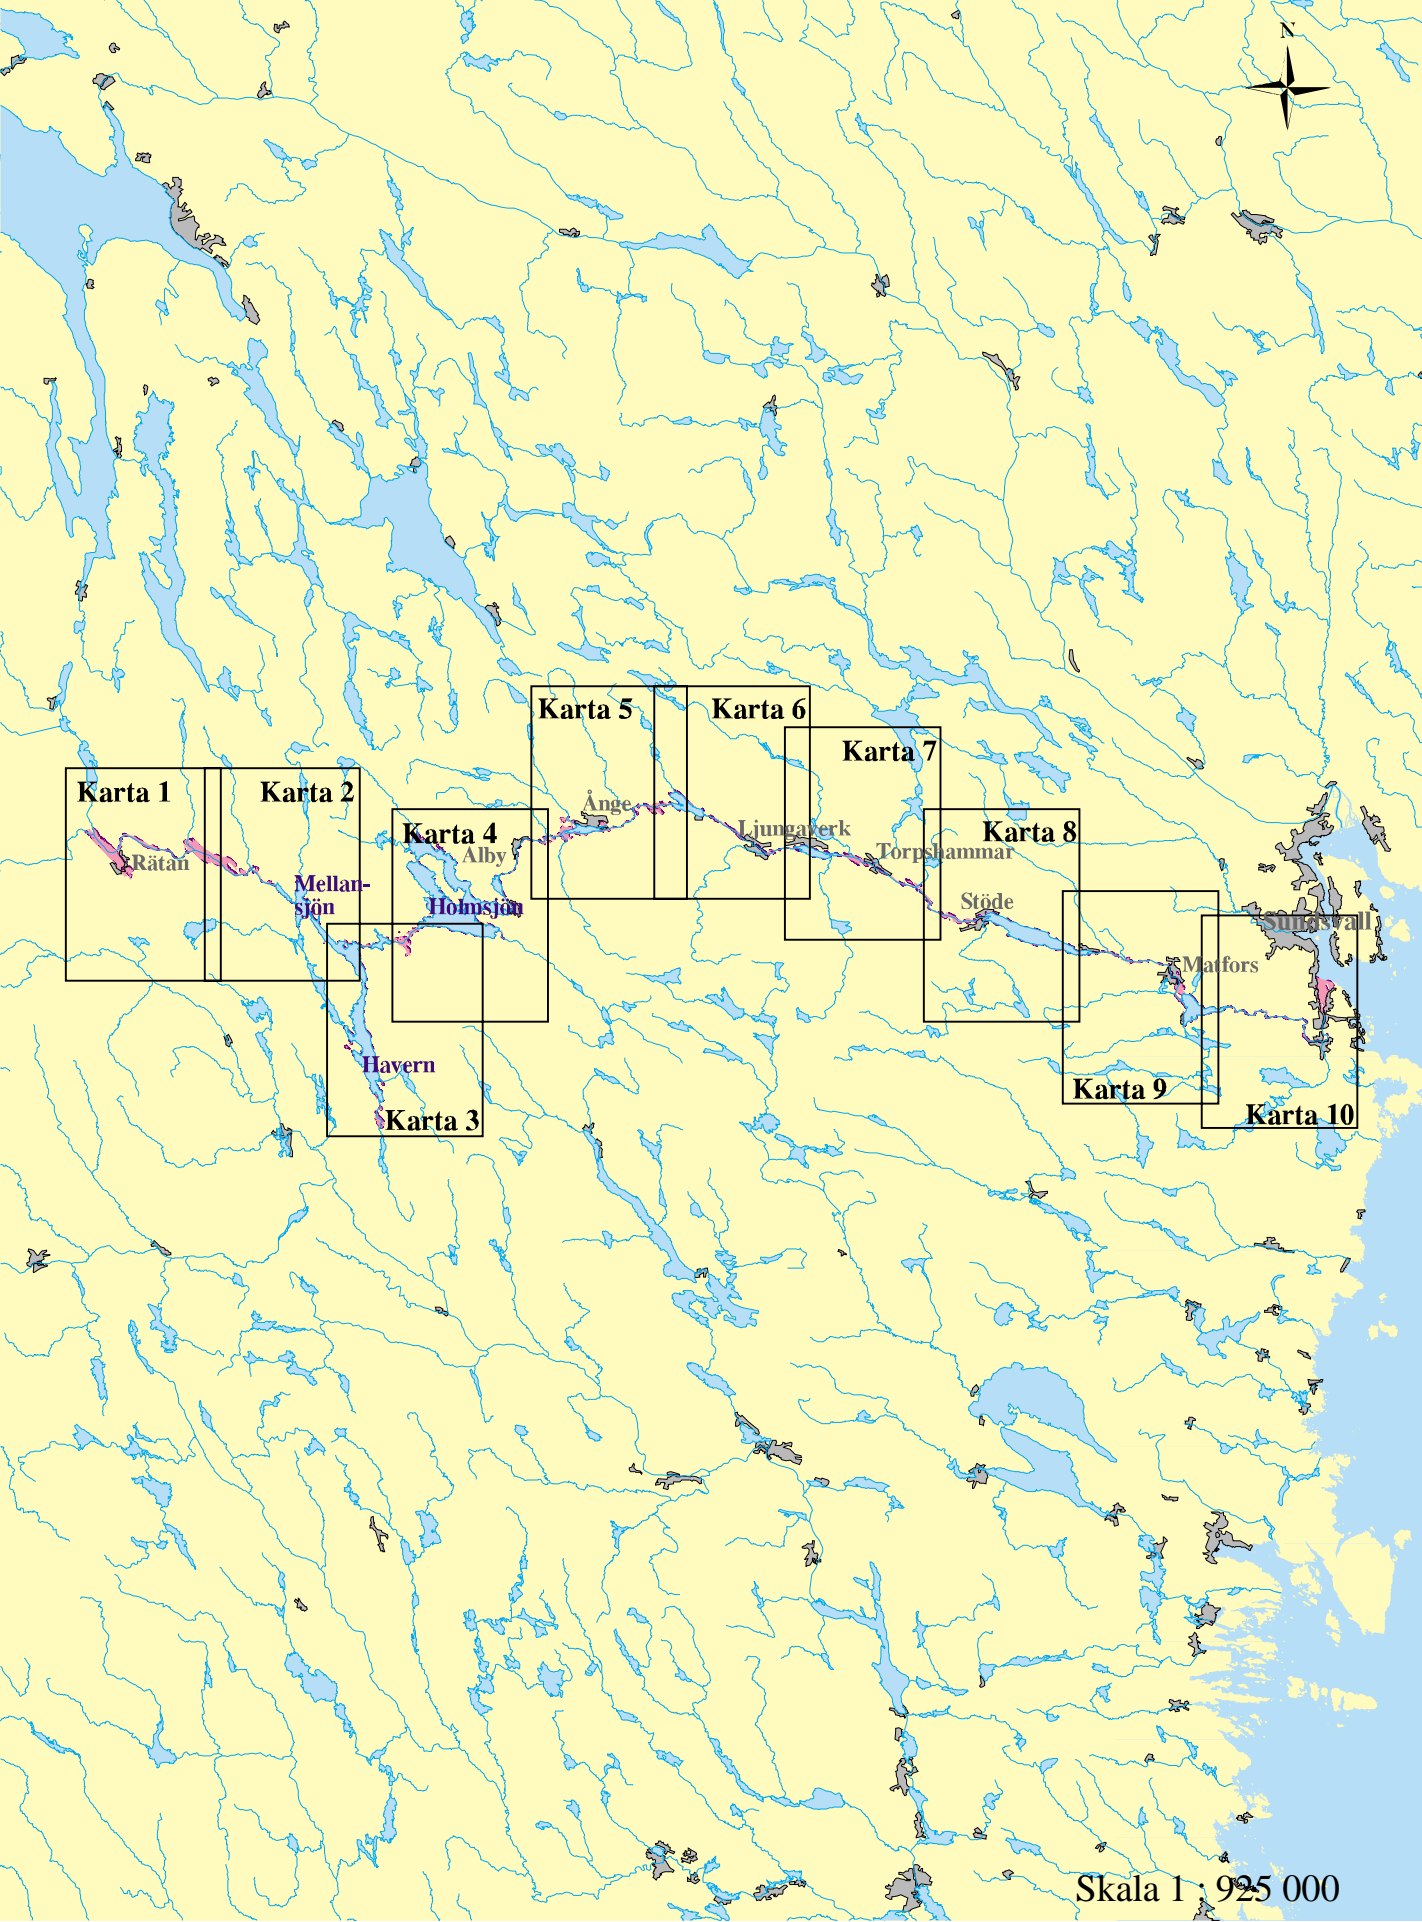 N
Karta 5
Karta 6
Karta 7
Karta 1
Karta 2
Ånge
Ljungaverk
Karta 4
Karta 8
Alby
Torpshammar
Rätan
Mellan-
sjön
Holmsjön
Stöde
Sundsvall
Matfors
Havern
Karta 9
Karta 3
Karta 10
Skala 1 : 925 000